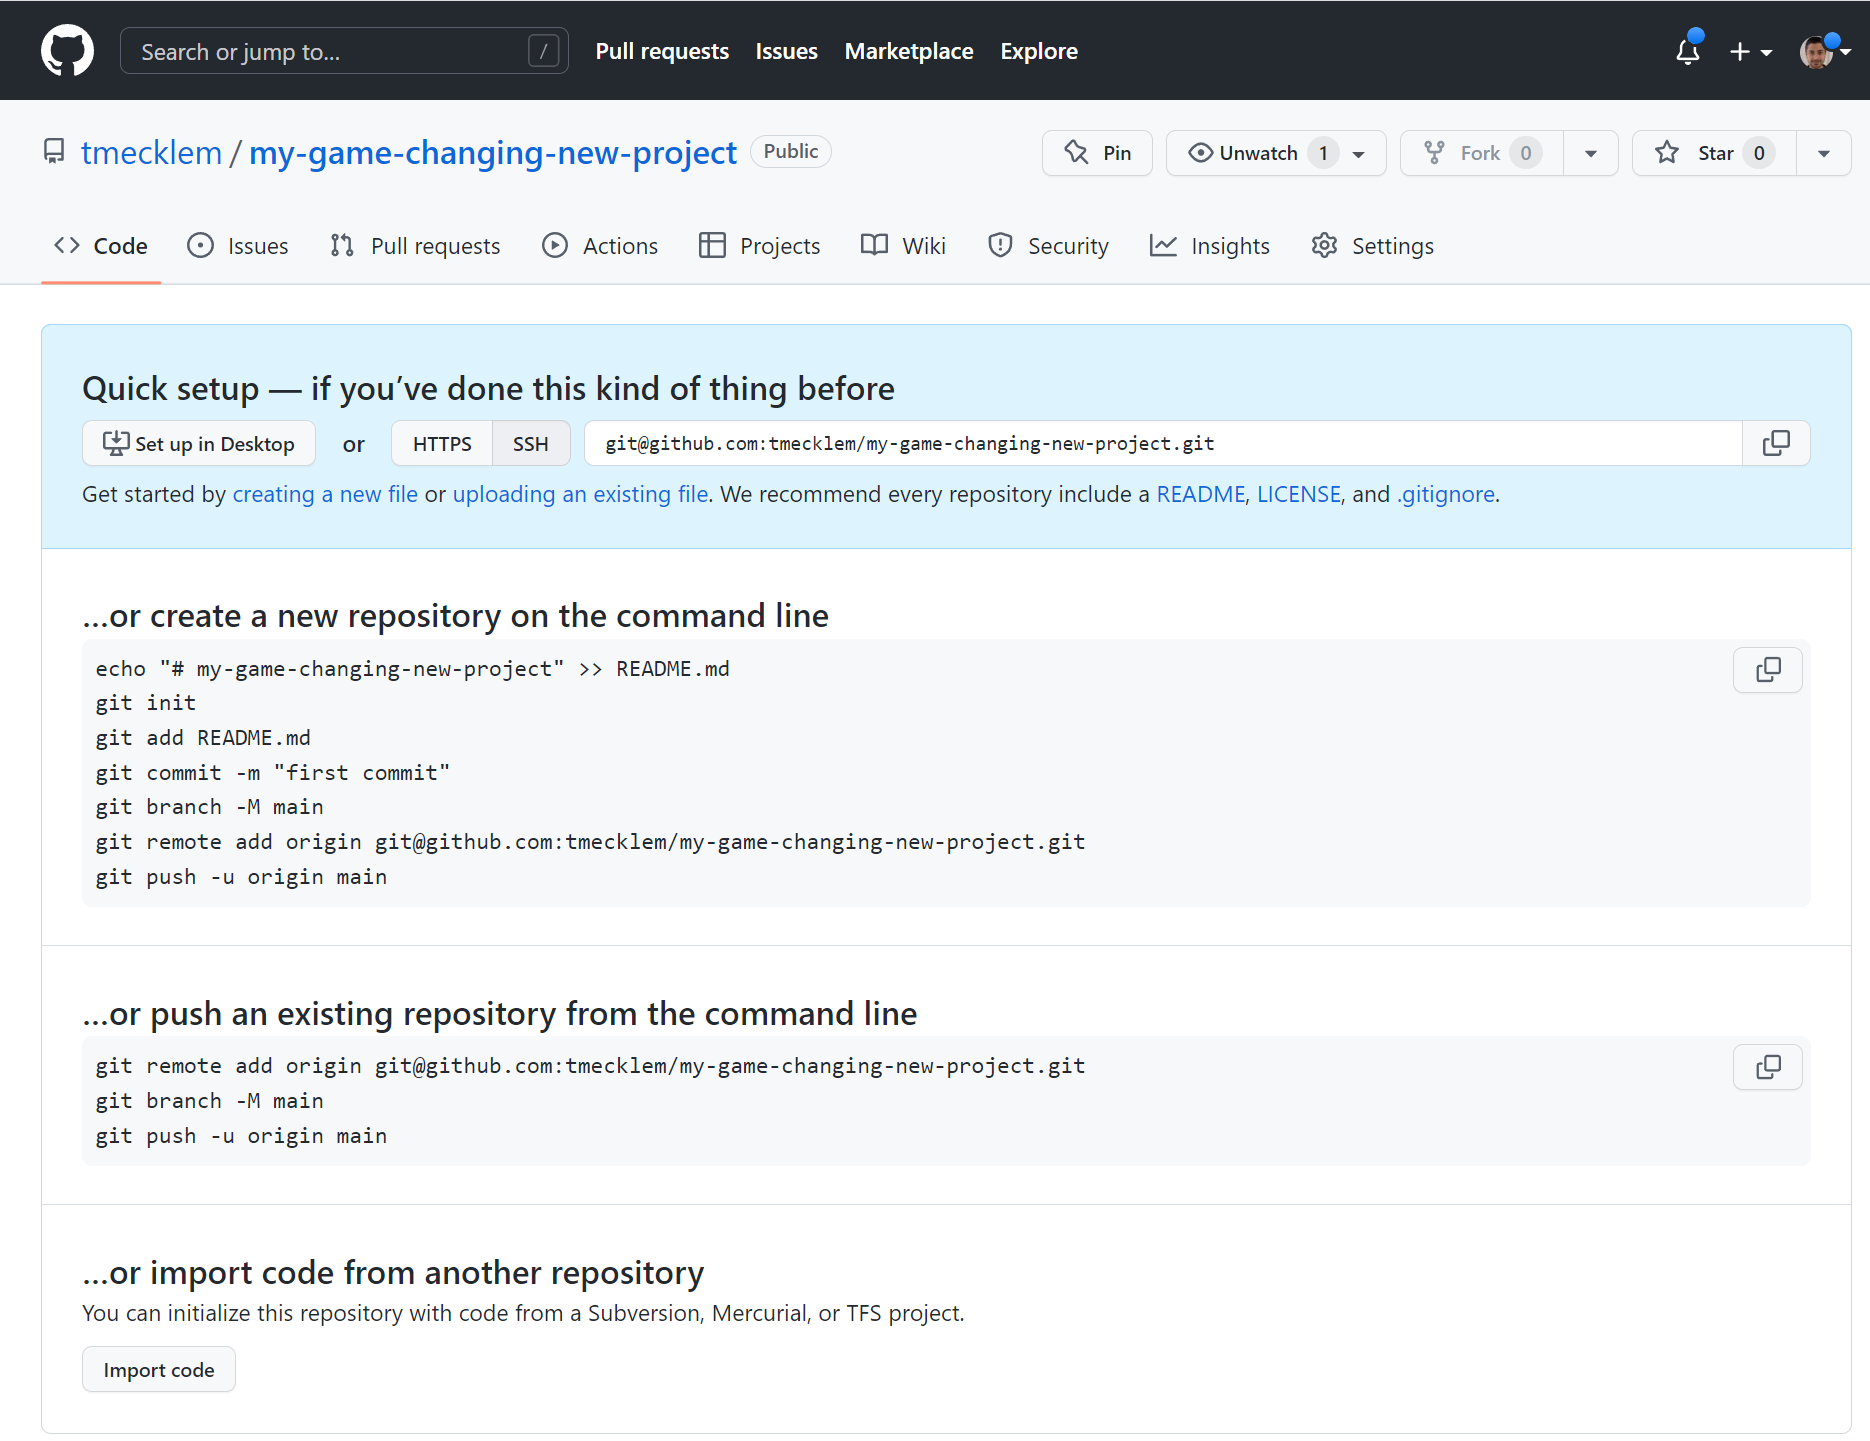 Search or jump to... / Pull requests Issues Marketplace Explore
tmecklem / my-game-changing-new-project Public Pin Unwatch 1 Fork 0 Star 0
Code Issues Pull requests Actions Projects Wiki Security Insights Settings
Quick setup — if you’ve done this kind of thing before
Set up in Desktop or HTTPS SSH git@github.com:tmecklem/my-game-changing-new-project.git
Get started by creating a new file or uploading an existing file. We recommend every repository include a README, LICENSE, and .gitignore.
…or create a new repository on the command line
echo "# my-game-changing-new-project" >> README.md
git init
git add README.md
git commit -m "first commit"
git branch -M main
git remote add origin git@github.com:tmecklem/my-game-changing-new-project.git
git push -u origin main
…or push an existing repository from the command line
git remote add origin git@github.com:tmecklem/my-game-changing-new-project.git
git branch -M main
git push -u origin main
…or import code from another repository
You can initialize this repository with code from a Subversion, Mercurial, or TFS project.
Import code